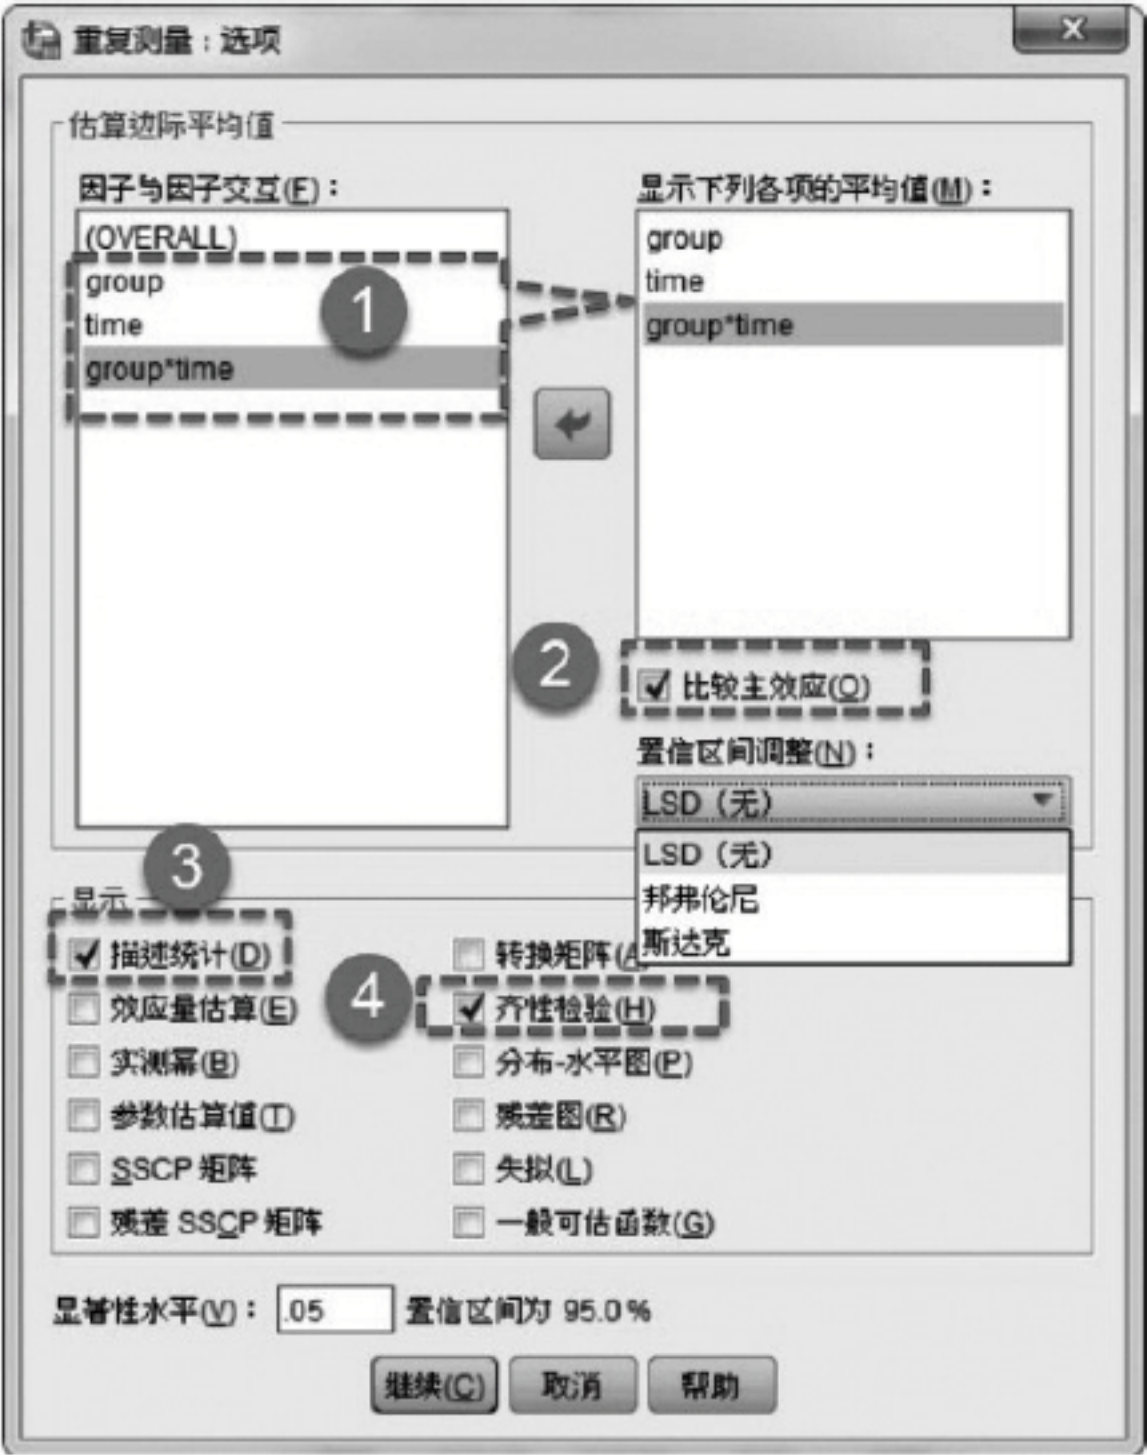 重复测量：选项
估算边际平均值
因子与因子交互(F)：
(OVERALL)
group
time
group*time
1
显示下列各项的平均值(M)：
group
time
group*time
2
比较主效应(O)
置信区间调整(N)：
LSD（无）
LSD（无）
邦弗伦尼
斯达克
3
显示
描述统计(D)
转换矩阵(A
效应量估算(E)
4
齐性检验(H)
实测幂(B)
分布-水平图(P)
参数估算值(T)
残差图(R)
SSCP 矩阵
失拟(L)
残差 SSCP 矩阵
一般可估函数(G)
显著性水平(V)： .05 置信区间为 95.0%
继续(C) 取消 帮助